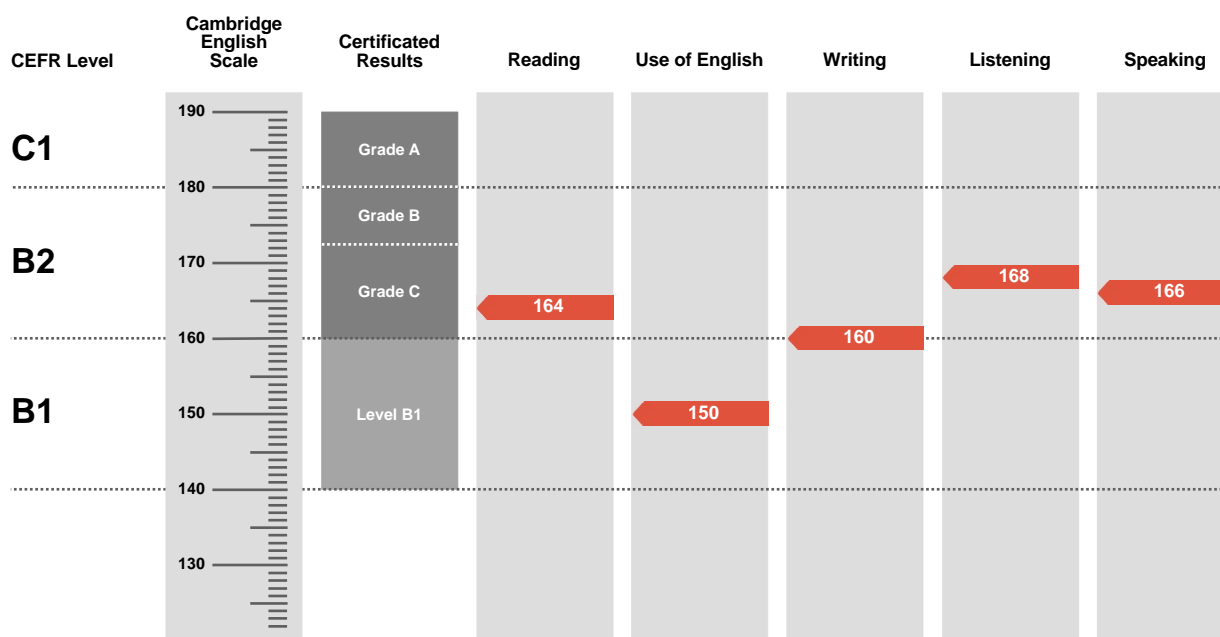 CEFR Level
Cambridge
English
Scale
Certificated
Results
Reading
Use of English
Writing
Listening
Speaking
190
C1
Grade A
180
Grade B
B2
170
168
Grade C
166
164
160
160
B1
150
Level B1
150
140
130